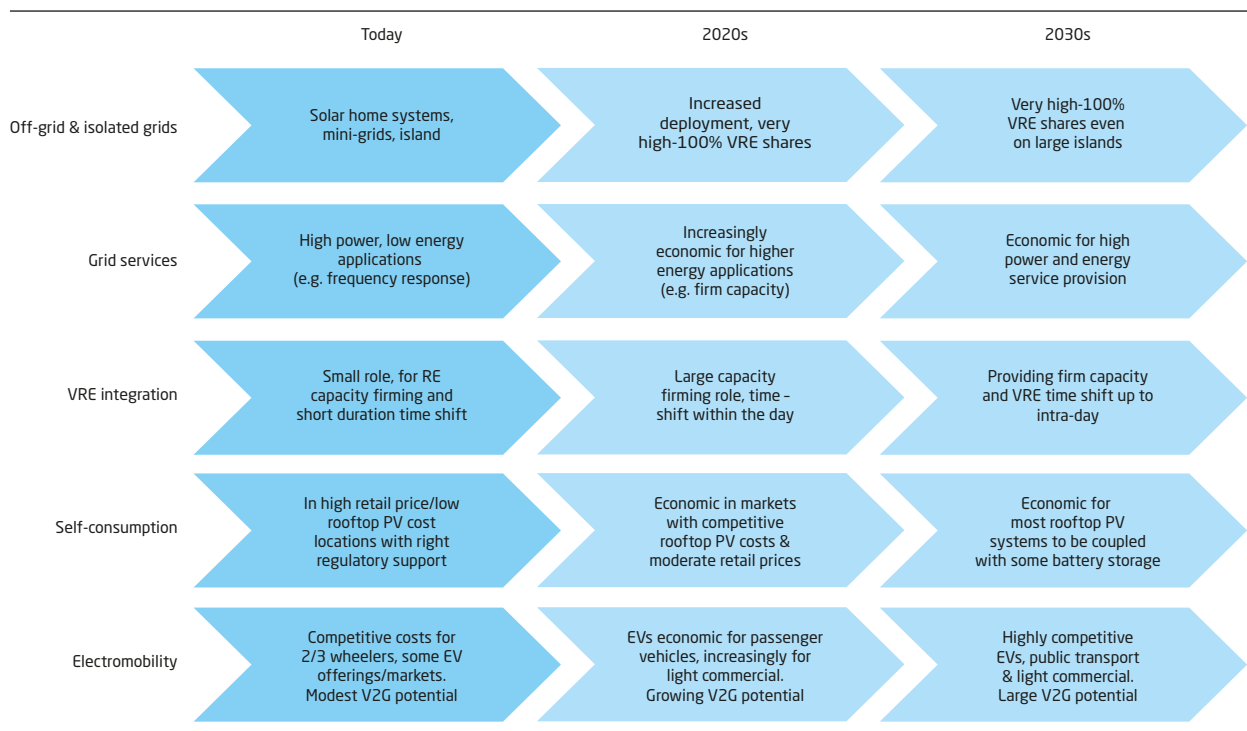 Today
2020s
2030s
Off-grid & isolated grids
Solar home systems,
mini-grids, island
Increased
deployment, very
high-100% VRE shares
Very high-100%
VRE shares even
on large islands
Grid services
High power, low energy
applications
(e.g. frequency response)
Increasingly
economic for higher
energy applications
(e.g. firm capacity)
Economic for high
power and energy
service provision
VRE integration
Small role, for RE
capacity firming and
short duration time shift
Large capacity
firming role, time –
shift within the day
Providing firm capacity
and VRE time shift up to
intra-day
Self-consumption
In high retail price/low
rooftop PV cost
locations with right
regulatory support
Economic in markets
with competitive
rooftop PV costs &
moderate retail prices
Economic for
most rooftop PV
systems to be coupled
with some battery storage
Electromobility
Competitive costs for
2/3 wheelers, some EV
offerings/markets.
Modest V2G potential
EVs economic for passenger
vehicles, increasingly for
light commercial.
Growing V2G potential
Highly competitive
EVs, public transport
& light commercial.
Large V2G potential